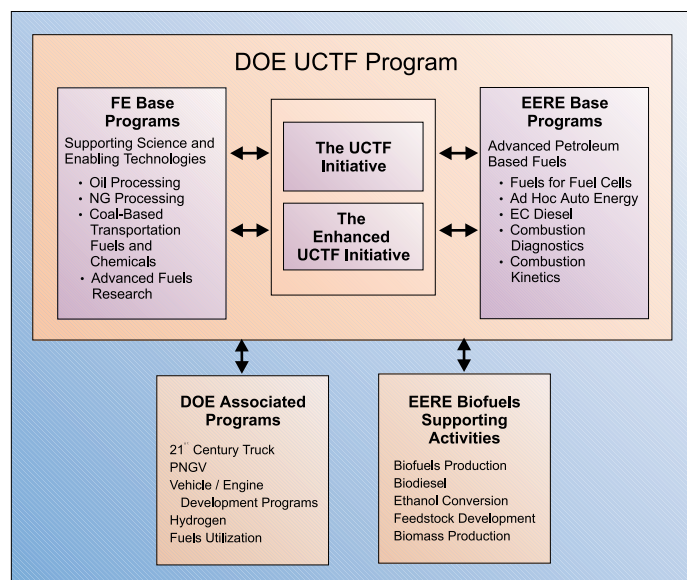 DOE UCTF Program
FE Base
Programs
Supporting Science and
Enabling Technologies
• Oil Processing
• NG Processing
• Coal-Based
Transportation
Fuels and
Chemicals
• Advanced Fuels
Research
The UCTF
Initiative
The
Enhanced
UCTF Initiative
EERE Base
Programs
Advanced Petroleum
Based Fuels
• Fuels for Fuel Cells
• Ad Hoc Auto Energy
• EC Diesel
• Combustion
Diagnostics
• Combustion
Kinetics
DOE Associated
Programs
21st Century Truck
PNGV
Vehicle / Engine
Development Programs
Hydrogen
Fuels Utilization
EERE Biofuels
Supporting
Activities
Biofuels Production
Biodiesel
Ethanol Conversion
Feedstock Development
Biomass Production